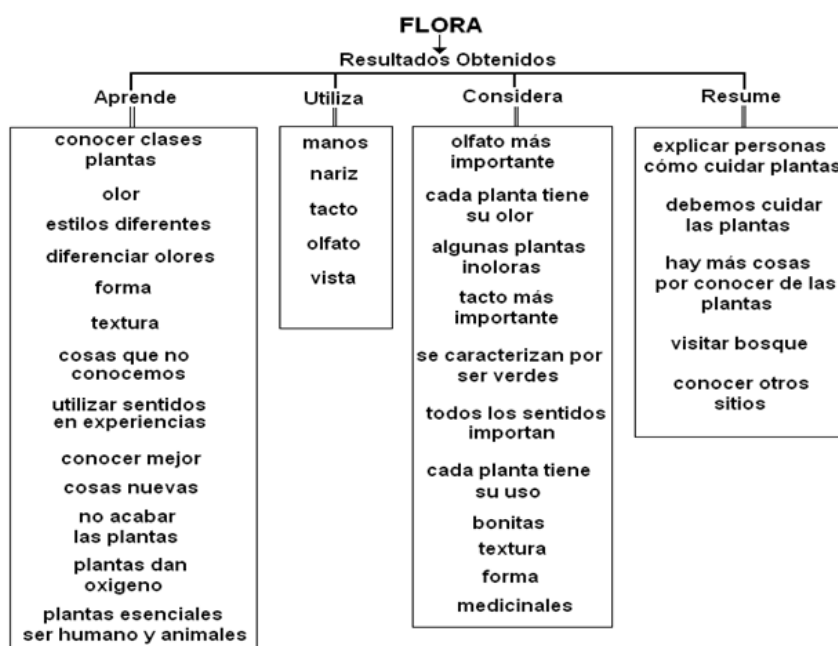 FLORA
Resultados Obtenidos
Aprende
conocer clases
plantas
olor
estilos diferentes
diferenciar olores
forma
textura
cosas que no
conocemos
utilizar sentidos
en experiencias
conocer mejor
cosas nuevas
no acabar
las plantas
plantas dan
oxigeno
plantas esenciales
ser humano y animales
Utiliza
manos
nariz
tacto
olfato
vista
Considera
olfato más
importante
cada planta tiene
su olor
algunas plantas
inoloras
tacto más
importante
se caracterizan por
ser verdes
todos los sentidos
importan
cada planta tiene
su uso
bonitas
textura
forma
medicinales
Resume
explicar personas
cómo cuidar plantas
debemos cuidar
las plantas
hay más cosas
por conocer de las
plantas
visitar bosque
conocer otros
sitios